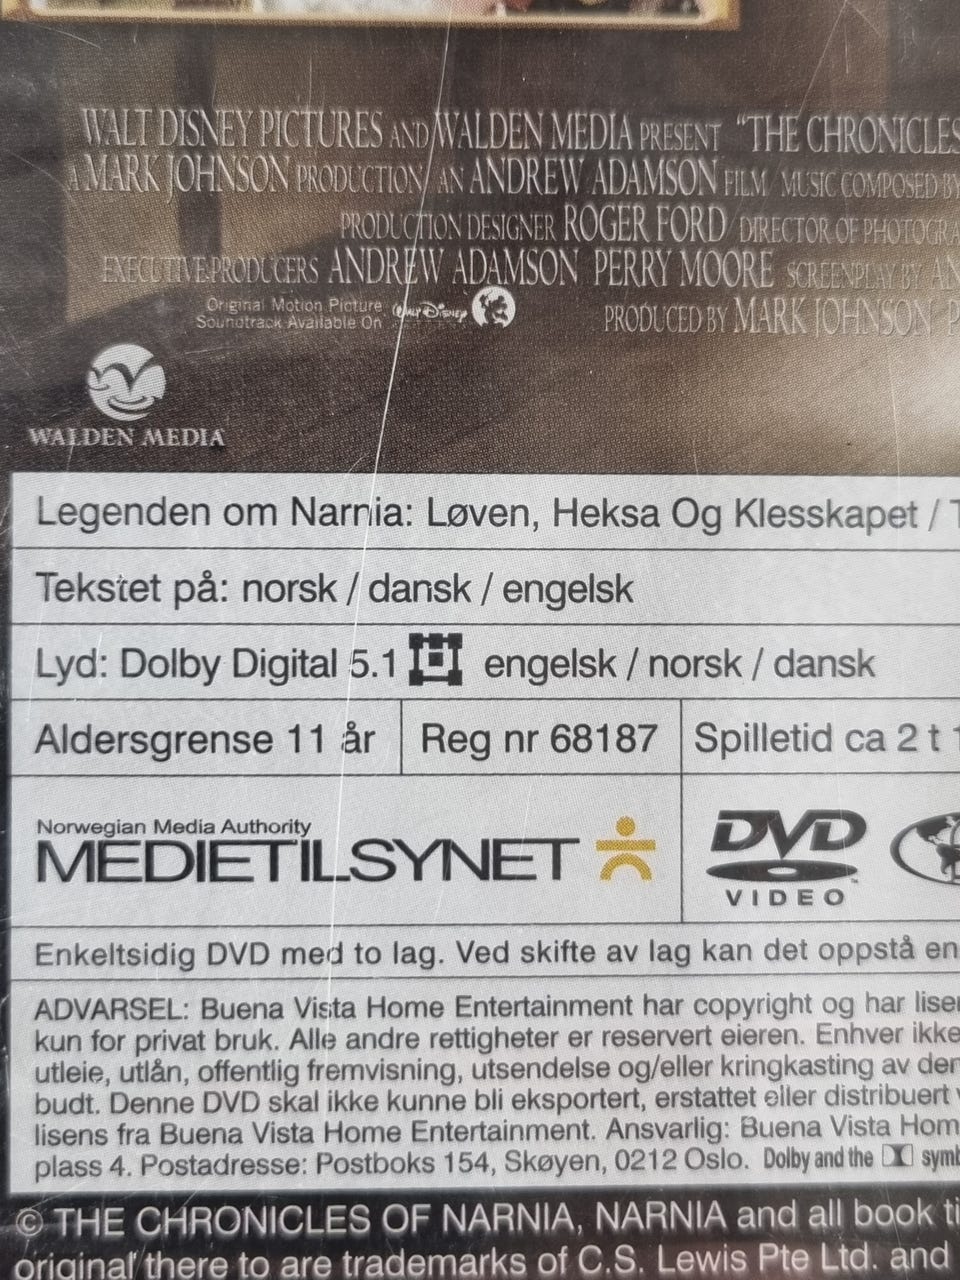 WALT DISNEY PICTURES AND WALDEN MEDIA PRESENT "THE CHRONICLES
A MARK JOHNSON PRODUCTION AN ANDREW ADAMSON FILM MUSIC COMPOSED BY
PRODUCTION DESIGNER ROGER FORD DIRECTOR OF PHOTOGRA
EXECUTIVE PRODUCERS ANDREW ADAMSON PERRY MOORE SCREENPLAY BY AN
Original Motion Picture
Soundtrack Available On WALT DISNEY
PRODUCED BY MARK JOHNSON P
WALDEN MEDIA
Legenden om Narnia: Løven, Heksa Og Klesskapet / T
Tekstet på: norsk / dansk / engelsk
Lyd: Dolby Digital 5.1 engelsk / norsk / dansk
Aldersgrense 11 år Reg nr 68187 Spilletid ca 2 t 1
Norwegian Media Authority
MEDIETILSYNET
DVD
VIDEO™
Enkeltsidig DVD med to lag. Ved skifte av lag kan det oppstå en
ADVARSEL: Buena Vista Home Entertainment har copyright og har lisen
kun for privat bruk. Alle andre rettigheter er reservert eieren. Enhver ikke
utleie, utlån, offentlig fremvisning, utsendelse og/eller kringkasting av der
budt. Denne DVD skal ikke kunne bli eksportert, erstattet eller distribuert v
lisens fra Buena Vista Home Entertainment. Ansvarlig: Buena Vista Hom
plass 4. Postadresse: Postboks 154, Skøyen, 0212 Oslo. Dolby and the symb
© THE CHRONICLES OF NARNIA, NARNIA and all book ti
original there to are trademarks of C.S. Lewis Pte Ltd. and